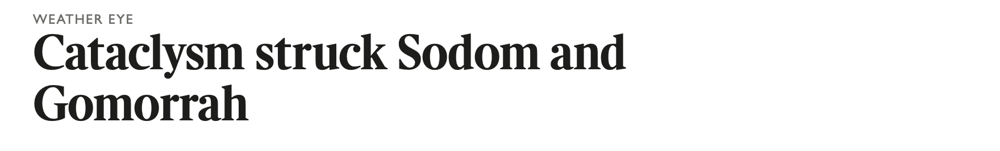 WEATHER EYE
Cataclysm struck Sodom and
Gomorrah